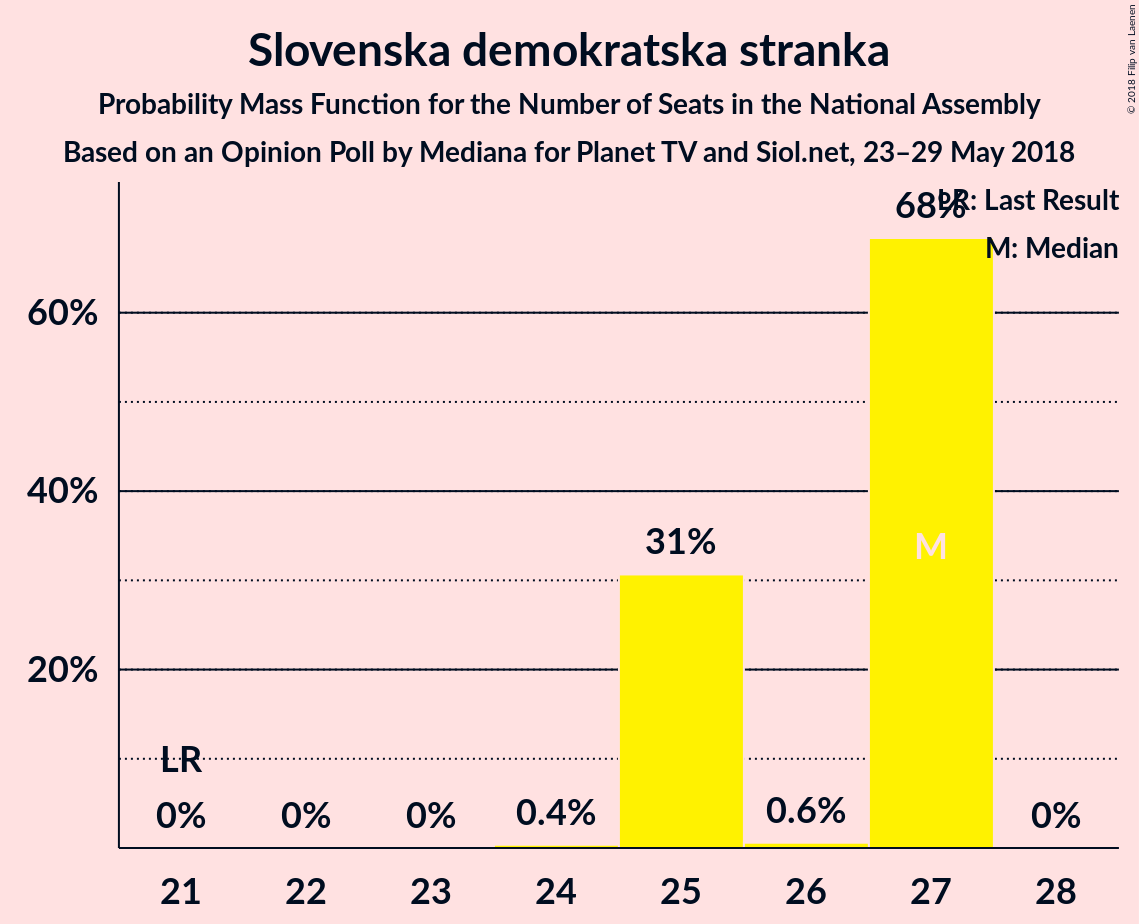 Slovenska demokratska stranka
Probability Mass Function for the Number of Seats in the National Assembly
Based on an Opinion Poll by Mediana for Planet TV and Siol.net, 23–29 May 2018
© 2018 Filip van Laenen
LR: Last Result
M: Median
68%
60%
40%
20%
31%
M
LR
0%
0%
0%
0.4%
0.6%
0%
21
22
23
24
25
26
27
28